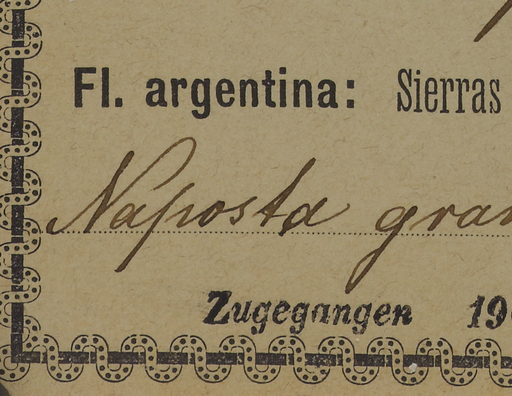 Fl. argentina: Sierras
Naposta gran
Zugegangen 19